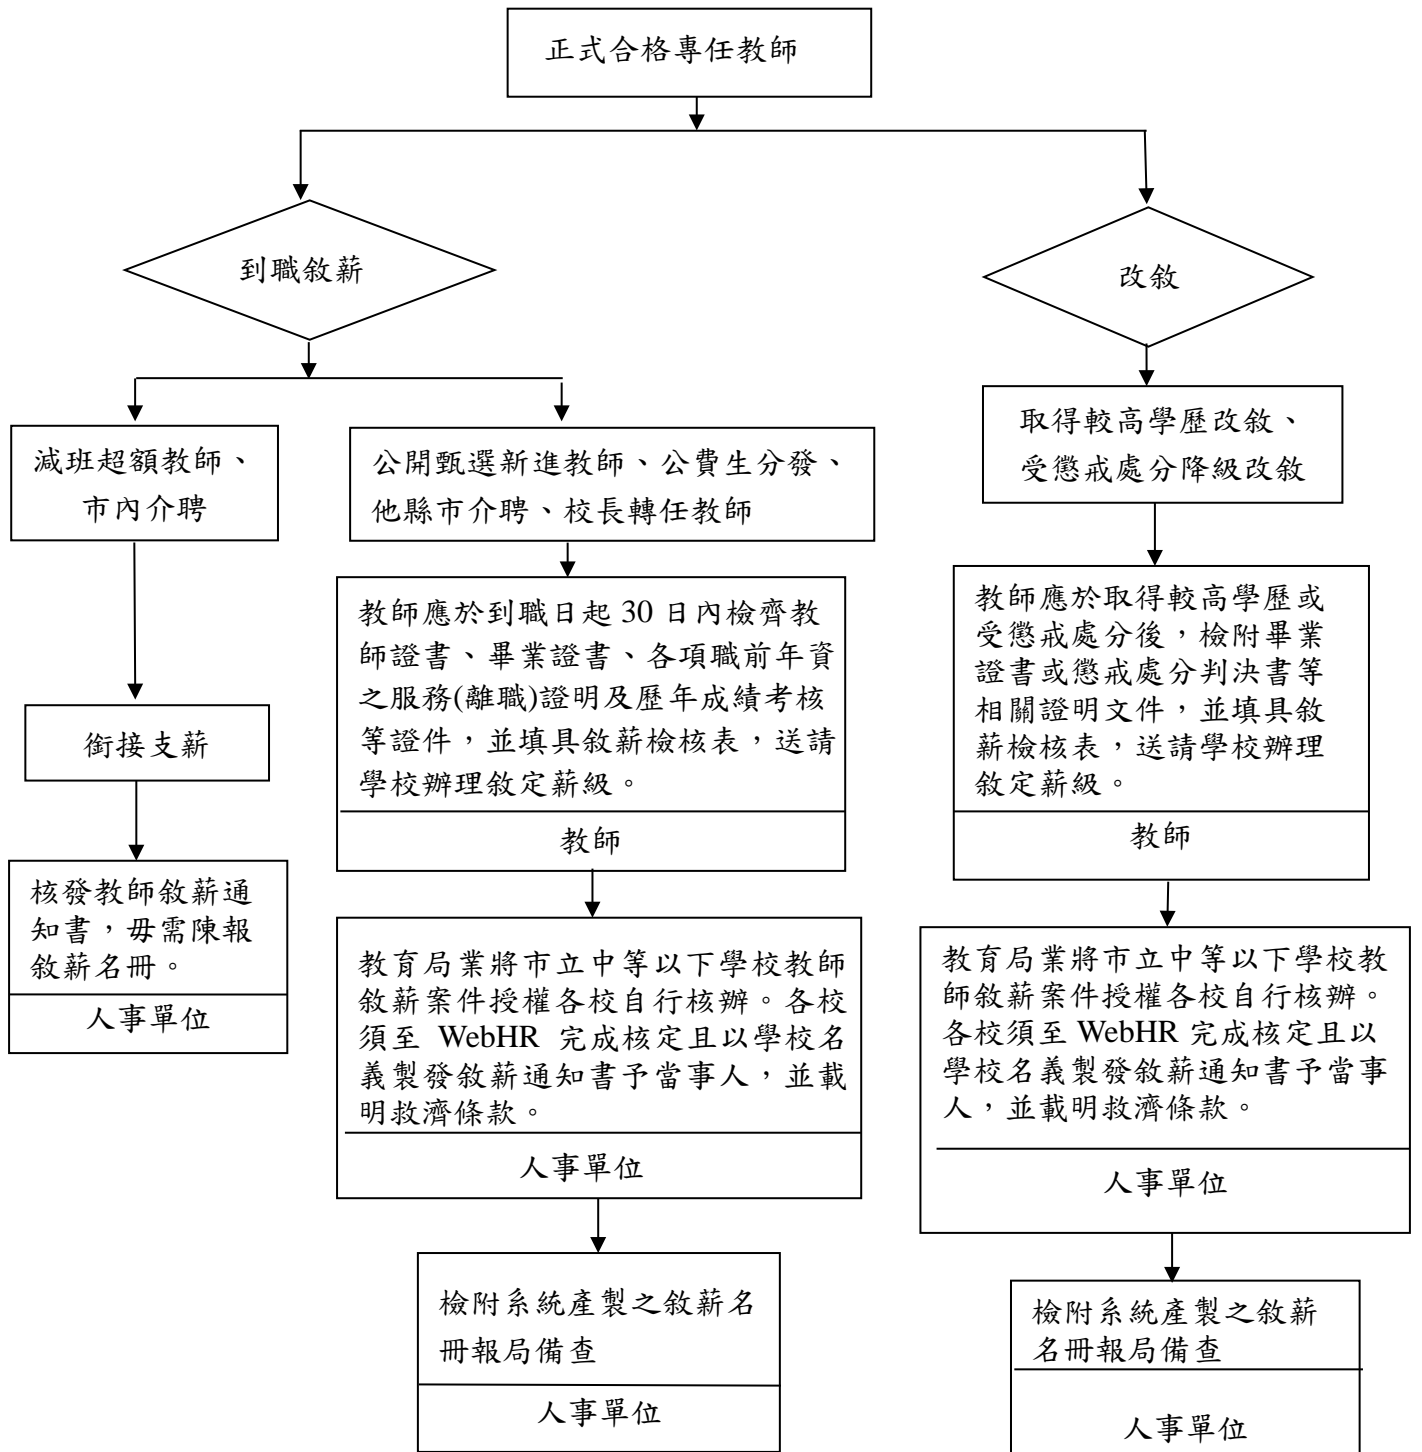 正式合格專任教師
到職敘薪
改敘
減班超額教師、
市內介聘
公開甄選新進教師、公費生分發、
他縣市介聘、校長轉任教師
取得較高學歷改敘、
受懲戒處分降級改敘
教師應於到職日起 30 日內檢齊教
師證書、畢業證書、各項職前年資
之服務(離職)證明及歷年成績考核
等證件，並填具敘薪檢核表，送請
學校辦理敘定薪級。
教師
教師應於取得較高學歷或
受懲戒處分後，檢附畢業
證書或懲戒處分判決書等
相關證明文件，並填具敘
薪檢核表，送請學校辦理
敘定薪級。
教師
銜接支薪
核發教師敘薪通
知書，毋需陳報
敘薪名冊。
人事單位
教育局業將市立中等以下學校教師
敘薪案件授權各校自行核辦。各校
須至 WebHR 完成核定且以學校名
義製發敘薪通知書予當事人，並載
明救濟條款。
人事單位
教育局業將市立中等以下學校教
師敘薪案件授權各校自行核辦。
各校須至 WebHR 完成核定且以
學校名義製發敘薪通知書予當事
人，並載明救濟條款。
人事單位
檢附系統產製之敘薪名
冊報局備查
人事單位
檢附系統產製之敘薪
名冊報局備查
人事單位